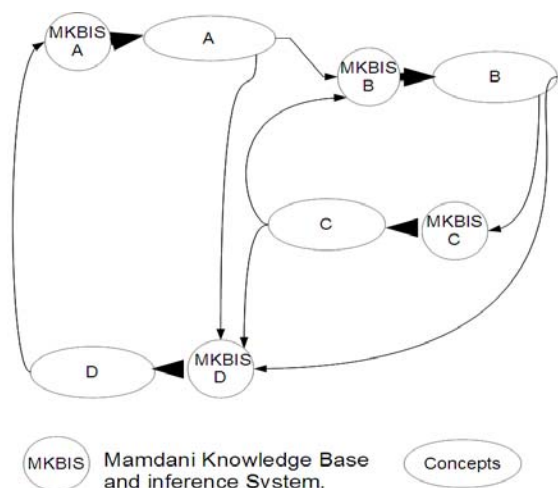 MKBIS
A
A
MKBIS
B
B
C
MKBIS
C
D
MKBIS
D
MKBIS
Mamdani Knowledge Base
and inference System.
Concepts